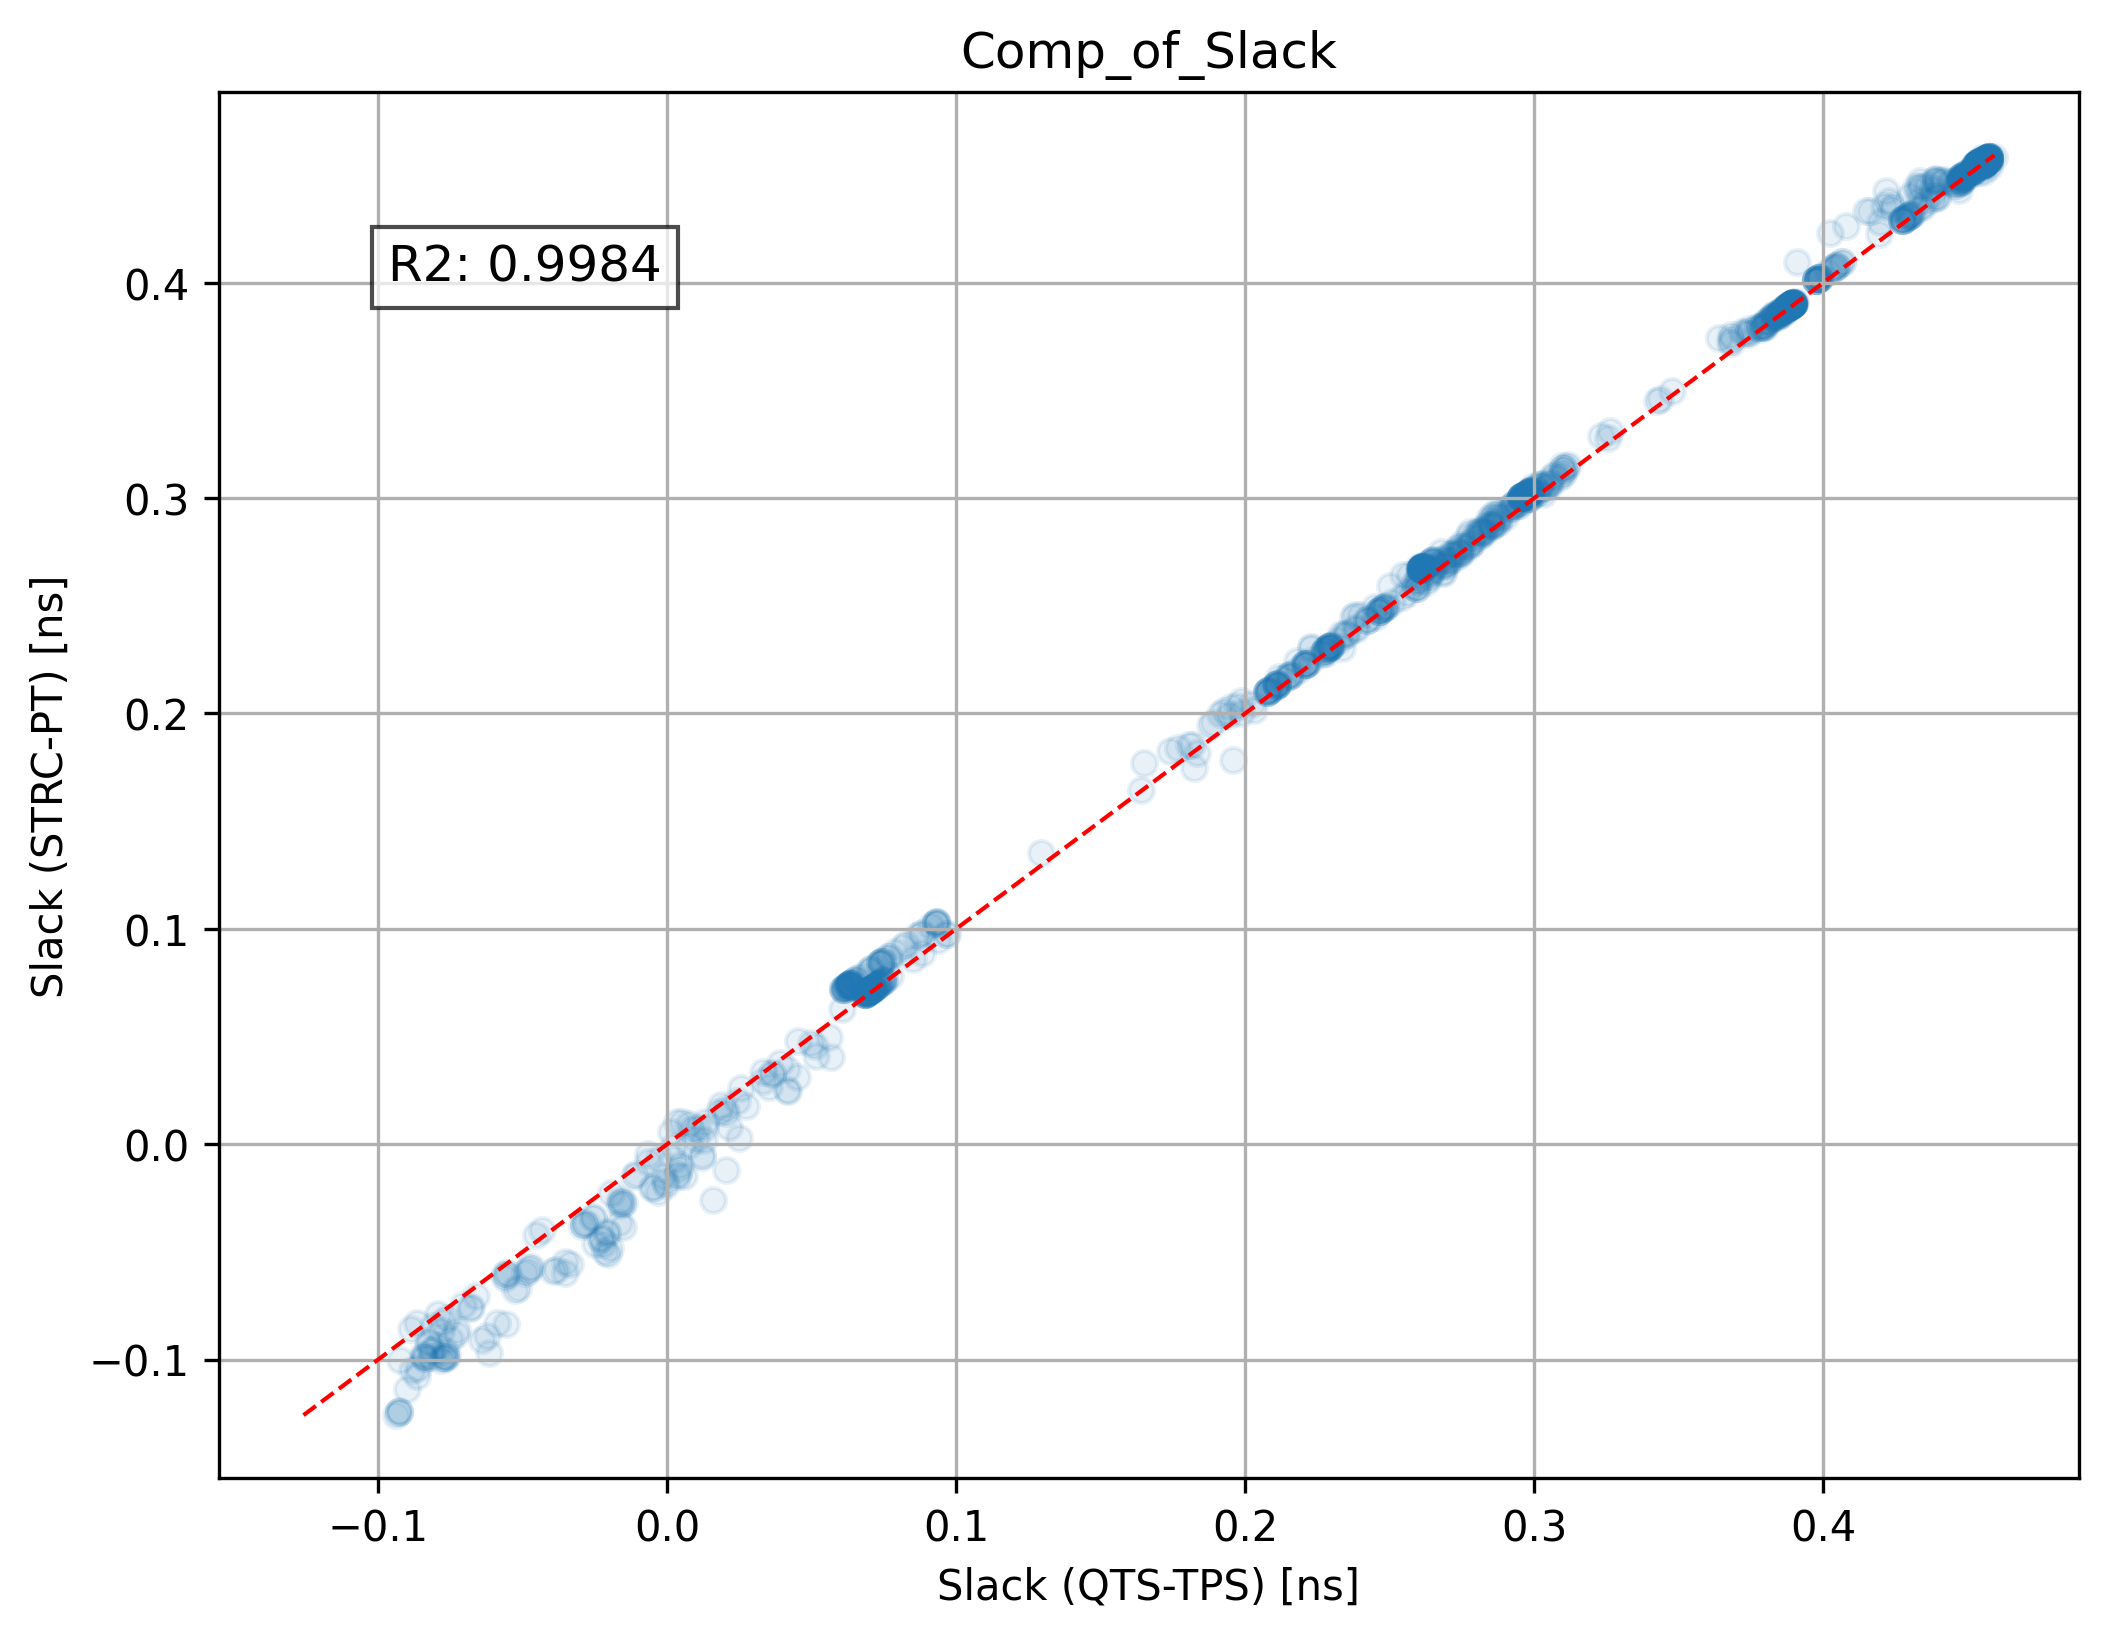 Comp_of_Slack
R2: 0.9984
Slack (STRC-PT) [ns]
0.4
0.3
0.2
0.1
0.0
−0.1
−0.1 0.0 0.1 0.2 0.3 0.4
Slack (QTS-TPS) [ns]